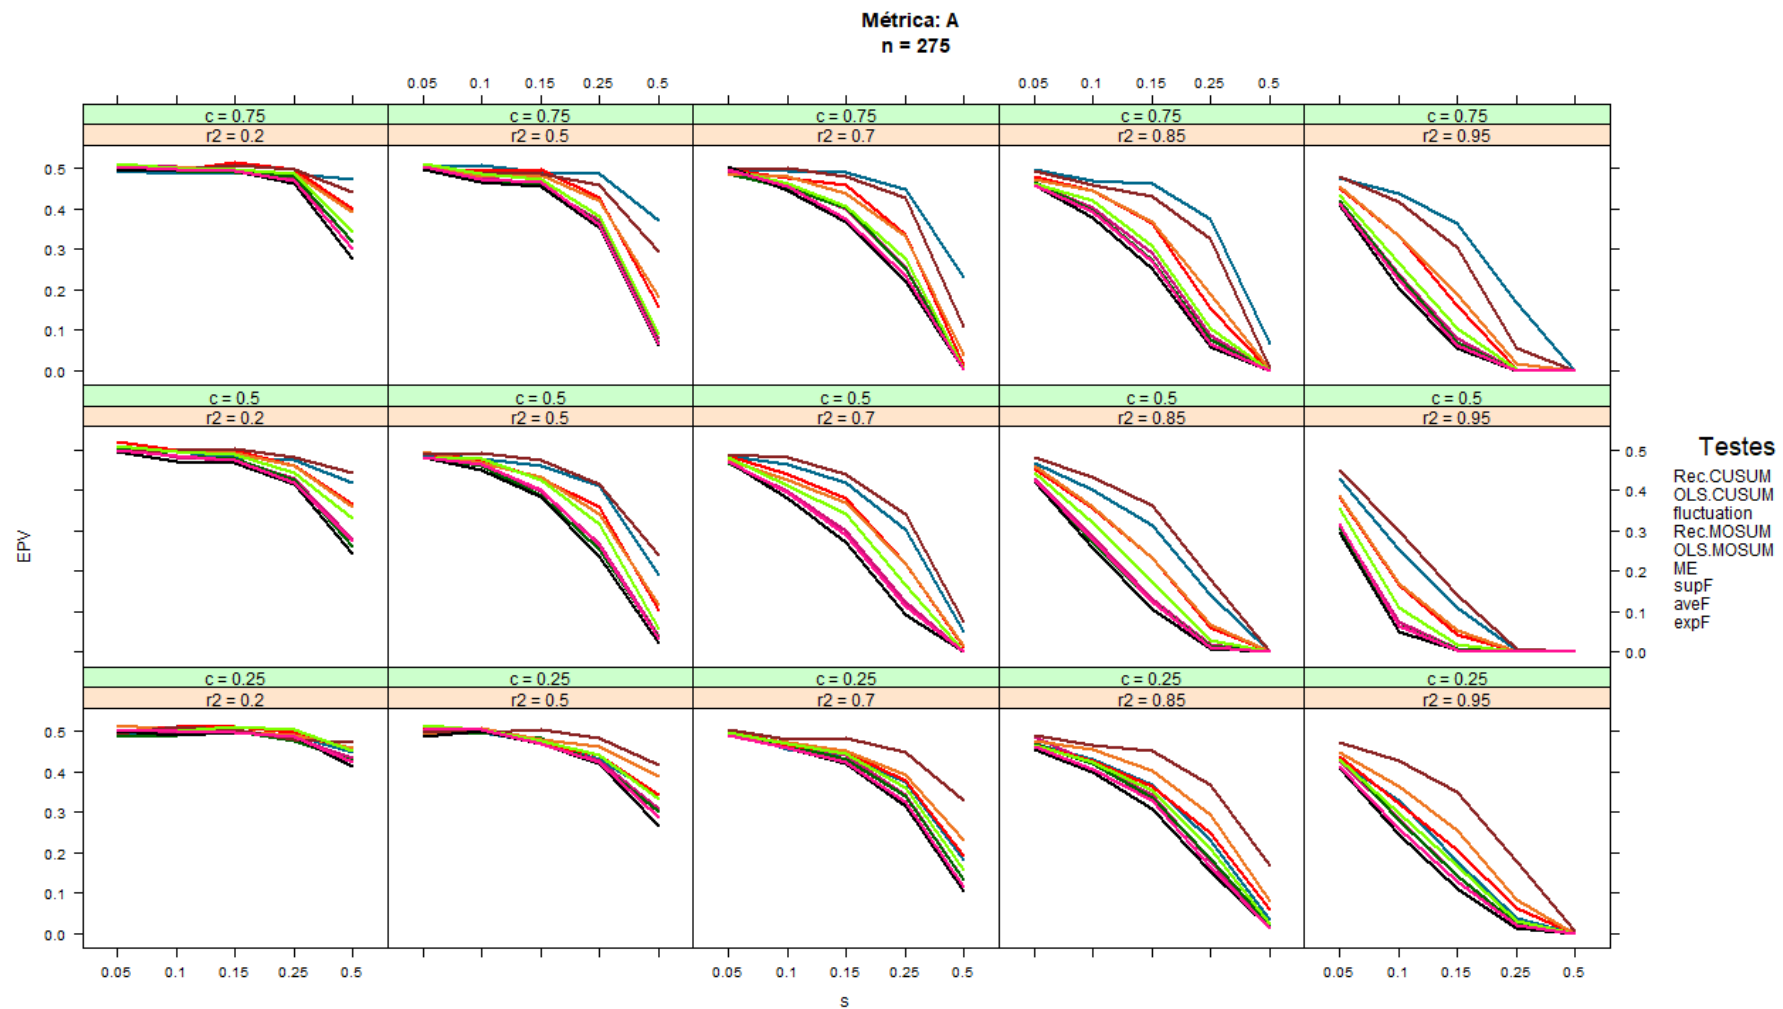 Métrica: A
n = 275
0.05 0.1 0.15 0.25 0.5 0.05 0.1 0.15 0.25 0.5
c = 0.75 c = 0.75 c = 0.75 c = 0.75 c = 0.75
r2 = 0.2 r2 = 0.5 r2 = 0.7 r2 = 0.85 r2 = 0.95
0.5
0.4
0.3
0.2
0.1
0.0
c = 0.5 c = 0.5 c = 0.5 c = 0.5 c = 0.5
r2 = 0.2 r2 = 0.5 r2 = 0.7 r2 = 0.85 r2 = 0.95
0.5
0.4
0.3
0.2
0.1
0.0
EPV
c = 0.25 c = 0.25 c = 0.25 c = 0.25 c = 0.25
r2 = 0.2 r2 = 0.5 r2 = 0.7 r2 = 0.85 r2 = 0.95
0.5
0.4
0.3
0.2
0.1
0.0
0.05 0.1 0.15 0.25 0.5 0.05 0.1 0.15 0.25 0.5 0.05 0.1 0.15 0.25 0.5
s
Testes
Rec.CUSUM
OLS.CUSUM
fluctuation
Rec.MOSUM
OLS.MOSUM
ME
supF
aveF
expF